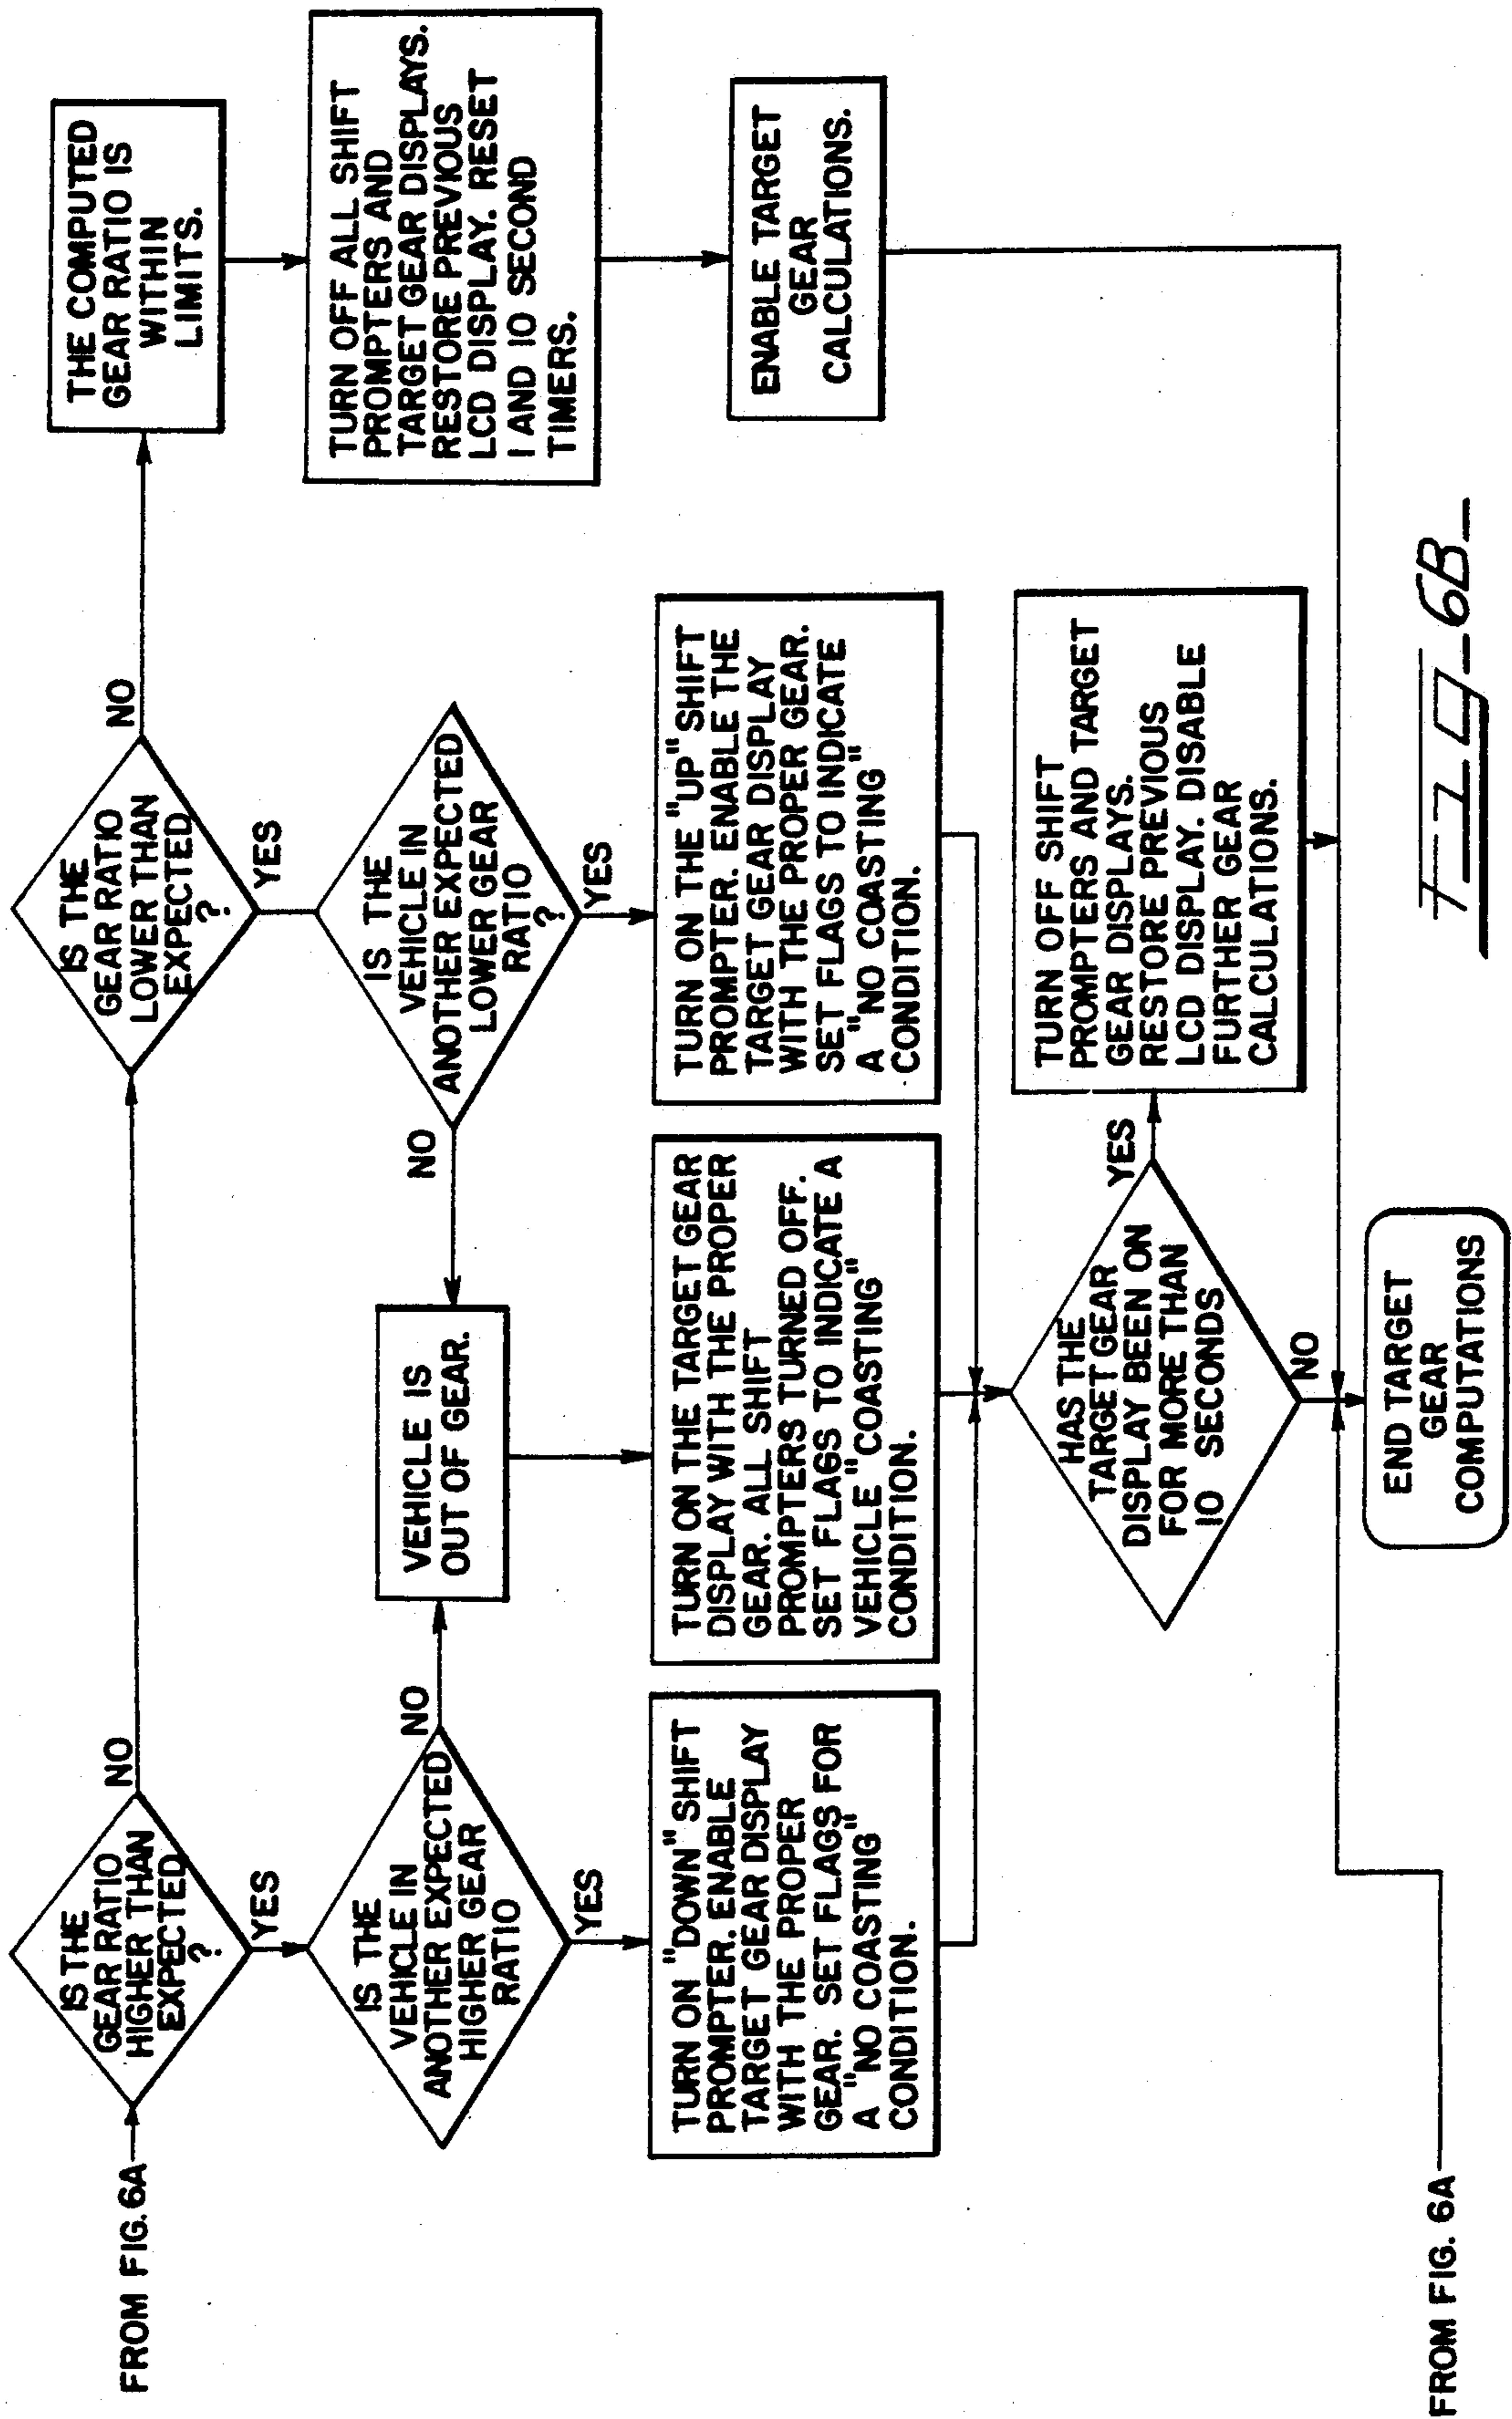 FROM FIG. 6A
IS THE
GEAR RATIO
HIGHER THAN
EXPECTED
?
NO
YES
IS THE
GEAR RATIO
LOWER THAN
EXPECTED
?
NO
YES
THE COMPUTED
GEAR RATIO IS
WITHIN
LIMITS.
IS THE
VEHICLE IN
ANOTHER EXPECTED
HIGHER GEAR
RATIO
NO
YES
VEHICLE IS
OUT OF GEAR.
IS THE
VEHICLE IN
ANOTHER EXPECTED
LOWER GEAR
RATIO
?
NO
YES
TURN OFF ALL SHIFT
PROMPTERS AND
TARGET GEAR DISPLAYS.
RESTORE PREVIOUS
LCD DISPLAY. RESET
1 AND 10 SECOND
TIMERS.
TURN ON "DOWN" SHIFT
PROMPTER. ENABLE
TARGET GEAR DISPLAY
WITH THE PROPER
GEAR. SET FLAGS FOR
A "NO COASTING"
CONDITION.
TURN ON THE TARGET GEAR
DISPLAY WITH THE PROPER
GEAR. ALL SHIFT
PROMPTERS TURNED OFF.
SET FLAGS TO INDICATE A
VEHICLE "COASTING"
CONDITION.
TURN ON THE "UP" SHIFT
PROMPTER. ENABLE THE
TARGET GEAR DISPLAY
WITH THE PROPER GEAR.
SET FLAGS TO INDICATE
A "NO COASTING"
CONDITION.
ENABLE TARGET
GEAR
CALCULATIONS.
HAS THE
TARGET GEAR
DISPLAY BEEN ON
FOR MORE THAN
10 SECONDS
YES
NO
TURN OFF SHIFT
PROMPTERS AND TARGET
GEAR DISPLAYS.
RESTORE PREVIOUS
LCD DISPLAY. DISABLE
FURTHER GEAR
CALCULATIONS.
END TARGET
GEAR
COMPUTATIONS
FROM FIG. 6A
FIG. 6B